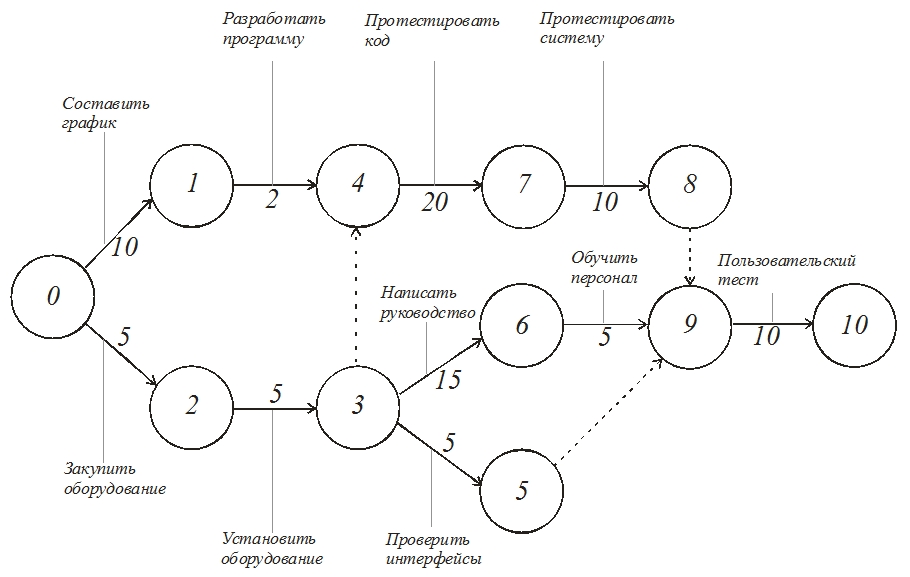 Разработать
программу
Протестировать
код
Протестировать
систему
Составить
график
1
2
4
20
7
10
8
10
0
Написать
руководство
Обучить
персонал
Пользовательский
тест
5
6
5
9
10
10
15
2
5
3
5
5
Закупить
оборудование
Установить
оборудование
Проверить
интерфейсы